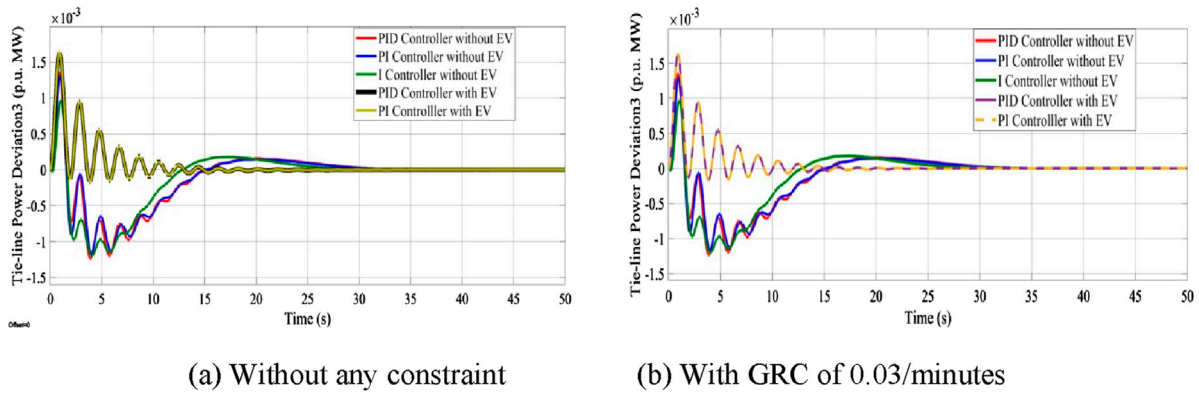 ×10⁻³
Tie-line Power Deviation3 (p.u. MW)
1.5
1
0.5
0
-0.5
-1
-1.5
PID Controller without EV
PI Controller without EV
I Controller without EV
PID Controller with EV
PI Controlller with EV
0 5 10 15 20 25 30 35 40 45 50
Time (s)
Offset=0
(a) Without any constraint
×10⁻³
Tie-line Power Deviation3 (p.u. MW)
1.5
1
0.5
0
-0.5
-1
-1.5
PID Controller without EV
PI Controller without EV
I Controller without EV
PID Controller with EV
PI Controlller with EV
0 5 10 15 20 25 30 35 40 45 50
Time (s)
(b) With GRC of 0.03/minutes